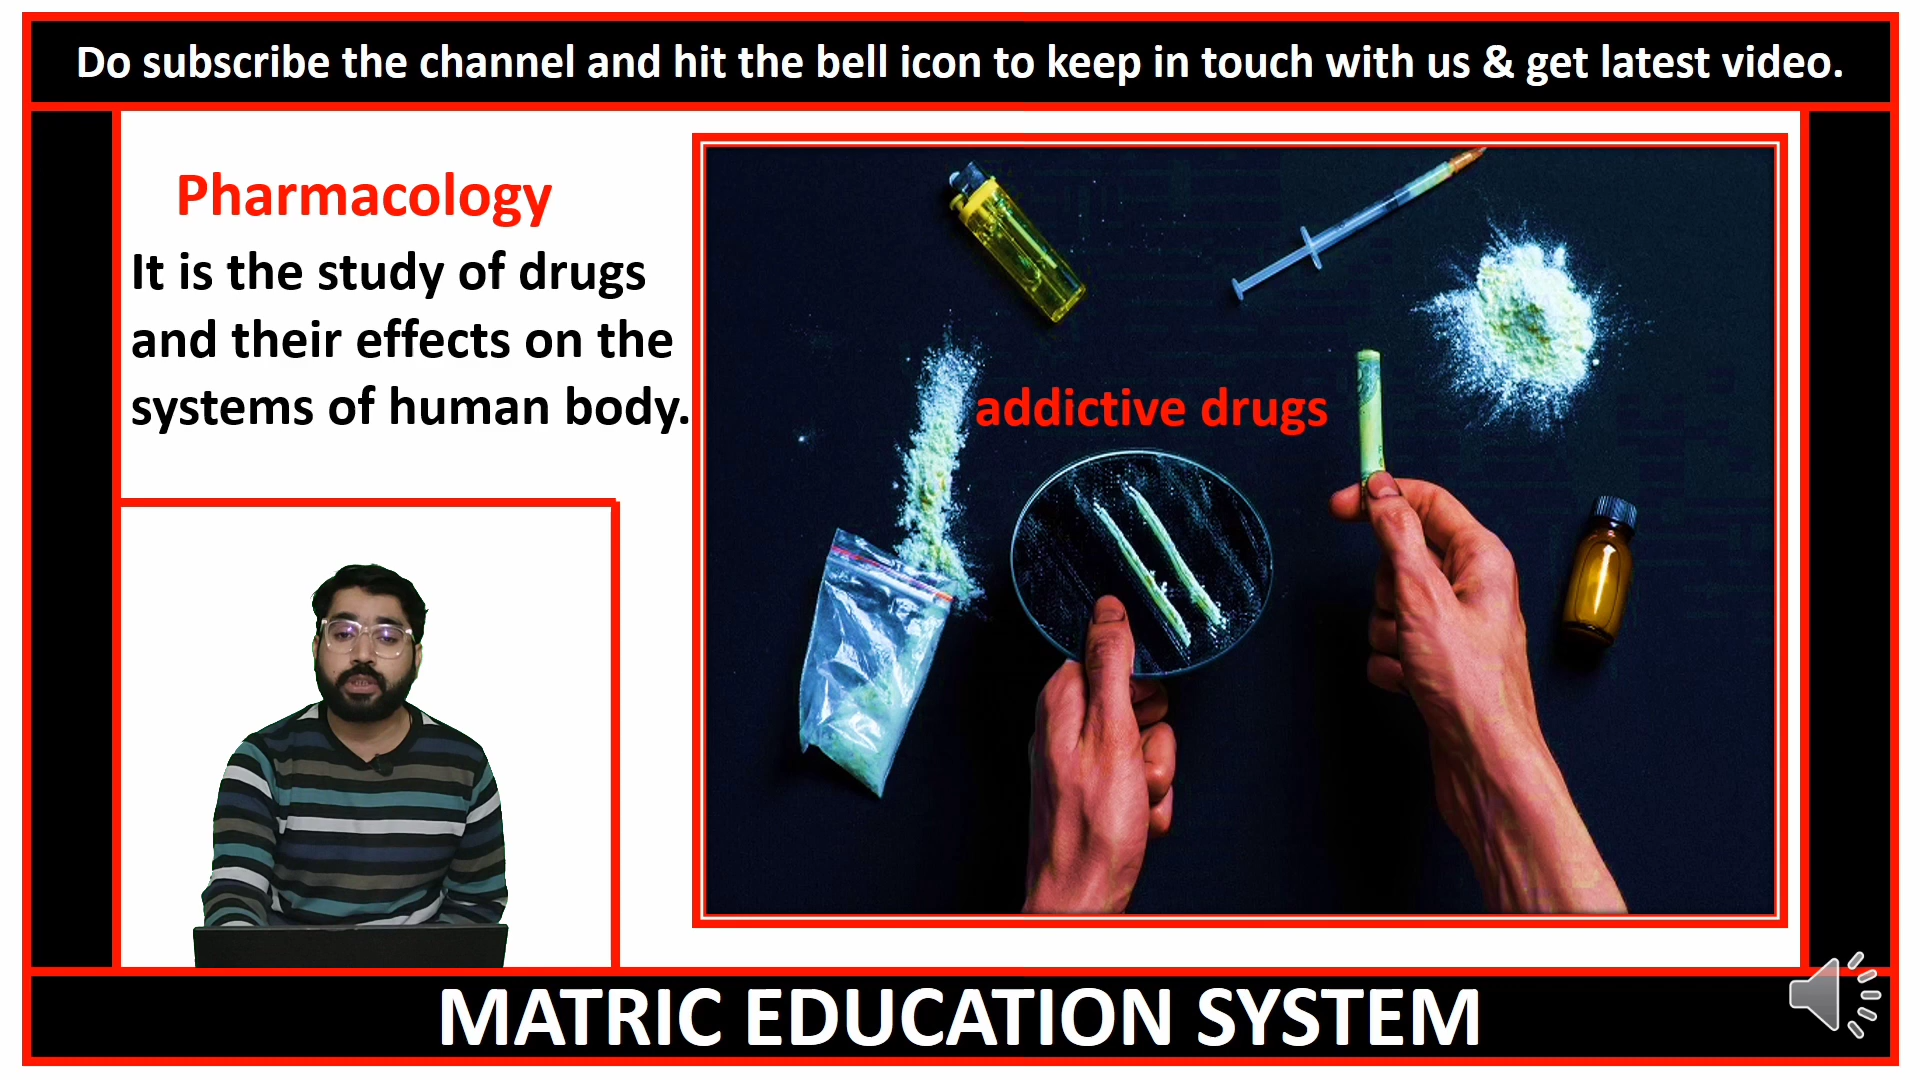 Do subscribe the channel and hit the bell icon to keep in touch with us & get latest video.
Pharmacology
It is the study of drugs
and their effects on the
systems of human body.
addictive drugs
MATRIC EDUCATION SYSTEM